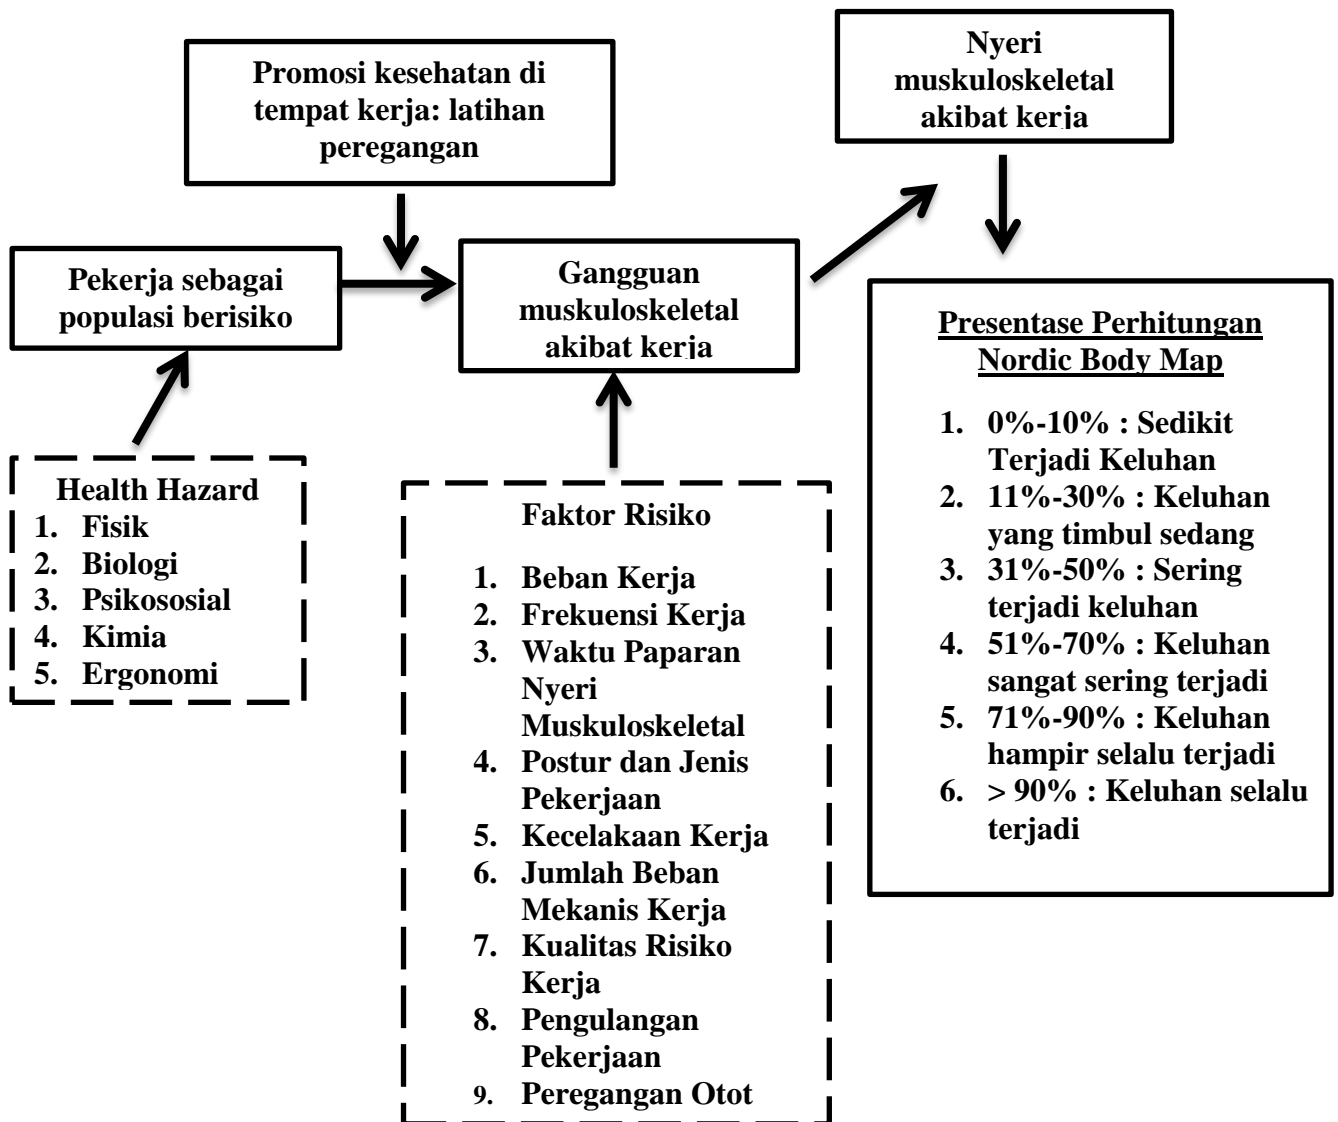 Promosi kesehatan di
tempat kerja: latihan
peregangan
Nyeri
muskuloskeletal
akibat kerja
Pekerja sebagai
populasi berisiko
Gangguan
muskuloskeletal
akibat kerja
Health Hazard
1. Fisik
2. Biologi
3. Psikososial
4. Kimia
5. Ergonomi
Faktor Risiko
1. Beban Kerja
2. Frekuensi Kerja
3. Waktu Paparan
Nyeri
Muskuloskeletal
4. Postur dan Jenis
Pekerjaan
5. Kecelakaan Kerja
6. Jumlah Beban
Mekanis Kerja
7. Kualitas Risiko
Kerja
8. Pengulangan
Pekerjaan
9. Peregangan Otot
Presentase Perhitungan
Nordic Body Map
1. 0%-10% : Sedikit
Terjadi Keluhan
2. 11%-30% : Keluhan
yang timbul sedang
3. 31%-50% : Sering
terjadi keluhan
4. 51%-70% : Keluhan
sangat sering terjadi
5. 71%-90% : Keluhan
hampir selalu terjadi
6. > 90% : Keluhan selalu
terjadi